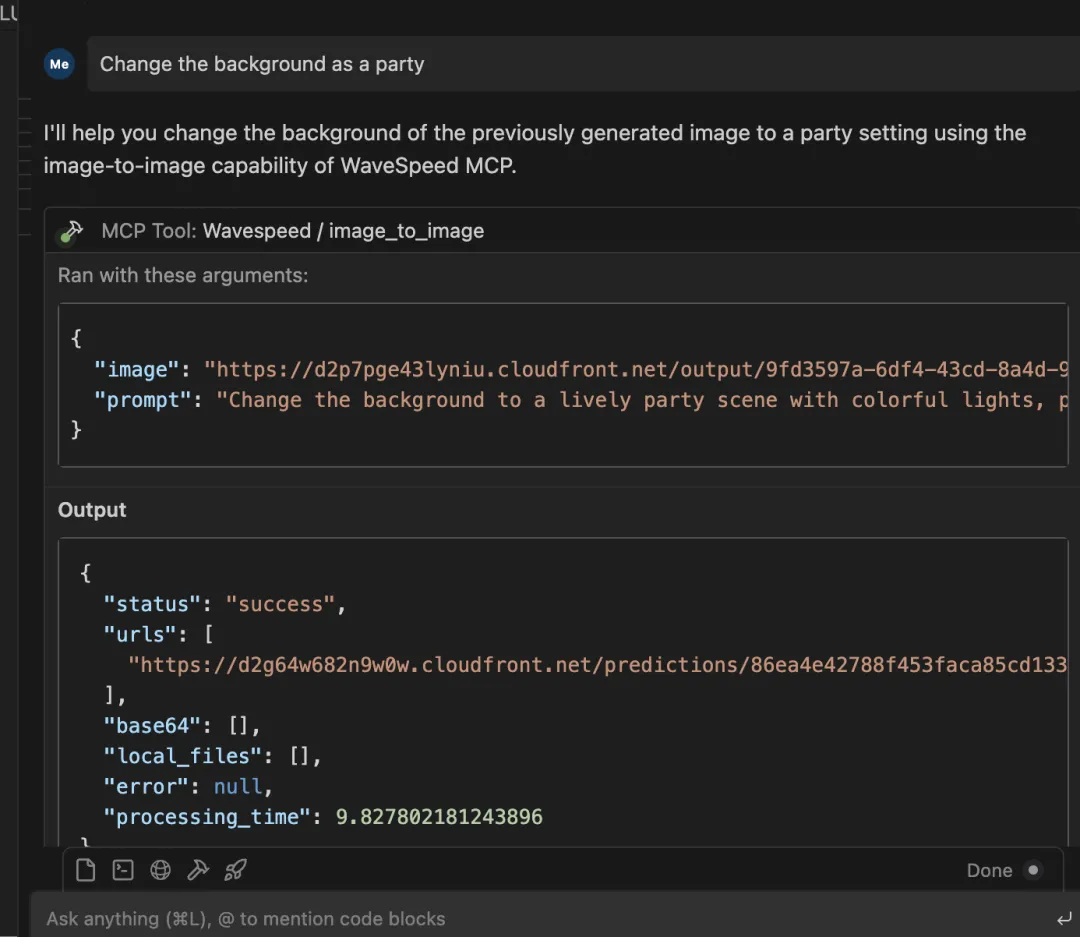 Me
Change the background as a party
I'll help you change the background of the previously generated image to a party setting using the
image-to-image capability of WaveSpeed MCP.
MCP Tool: Wavespeed / image_to_image
Ran with these arguments:
{
"image": "https://d2p7pge43lyniu.cloudfront.net/output/9fd3597a-6df4-43cd-8a4d-9
"prompt": "Change the background to a lively party scene with colorful lights, p
}
Output
{
"status": "success",
"urls": [
"https://d2g64w682n9w0w.cloudfront.net/predictions/86ea4e42788f453faca85cd133
],
"base64": [],
"local_files": [],
"error": null,
"processing_time": 9.827802181243896
}
Done
Ask anything (⌘L), @ to mention code blocks